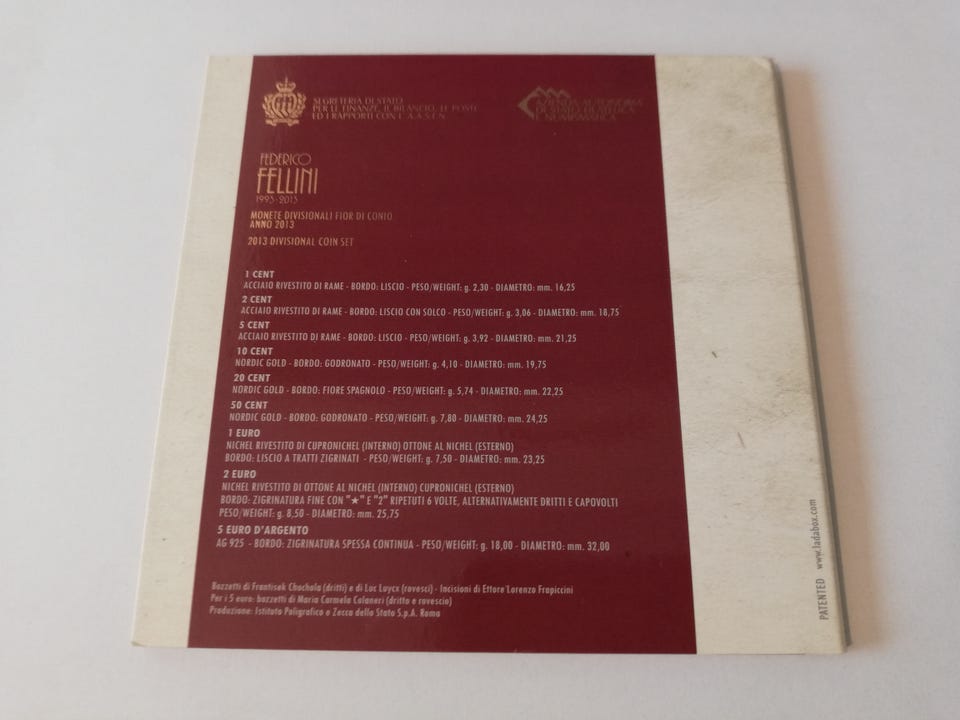 SEGRETERIA DI STATO
PER LE FINANZE, IL BILANCIO, LE POSTE
ED I RAPPORTI CON L'A.A.S.F.N.
AZIENDA AUTONOMA
DI STATO FILATELICA
E NUMISMATICA
FEDERICO
FELLINI
1993-2013
MONETE DIVISIONALI FIOR DI CONIO
ANNO 2013
2013 DIVISIONAL COIN SET
1 CENT
ACCIAIO RIVESTITO DI RAME - BORDO: LISCIO - PESO/WEIGHT: g. 2,30 - DIAMETRO: mm. 16,25
2 CENT
ACCIAIO RIVESTITO DI RAME - BORDO: LISCIO CON SOLCO - PESO/WEIGHT: g. 3,06 - DIAMETRO: mm. 18,75
5 CENT
ACCIAIO RIVESTITO DI RAME - BORDO: LISCIO - PESO/WEIGHT: g. 3,92 - DIAMETRO: mm. 21,25
10 CENT
NORDIC GOLD - BORDO: GODRONATO - PESO/WEIGHT: g. 4,10 - DIAMETRO: mm. 19,75
20 CENT
NORDIC GOLD - BORDO: FIORE SPAGNOLO - PESO/WEIGHT: g. 5,74 - DIAMETRO: mm. 22,25
50 CENT
NORDIC GOLD - BORDO: GODRONATO - PESO/WEIGHT: g. 7,80 - DIAMETRO: mm. 24,25
1 EURO
NICHEL RIVESTITO DI CUPRONICHEL (INTERNO) OTTONE AL NICHEL (ESTERNO)
BORDO: LISCIO A TRATTI ZIGRINATI - PESO/WEIGHT: g. 7,50 - DIAMETRO: mm. 23,25
2 EURO
NICHEL RIVESTITO DI OTTONE AL NICHEL (INTERNO) CUPRONICHEL (ESTERNO)
BORDO: ZIGRINATURA FINE CON "★" E "2" RIPETUTI 6 VOLTE, ALTERNATIVAMENTE DRITTI E CAPOVOLTI
PESO/WEIGHT: g. 8,50 - DIAMETRO: mm. 25,75
5 EURO D'ARGENTO
AG 925 - BORDO: ZIGRINATURA SPESSA CONTINUA - PESO/WEIGHT: g. 18,00 - DIAMETRO: mm. 32,00
Bozzetti di Frantisek Chochola (dritti) e di Luc Luycx (rovesci) - Incisioni di Ettore Lorenzo Frapiccini
Per i 5 euro: bozzetti di Maria Carmela Colaneri (dritto e rovescio)
Produzione: Istituto Poligrafico e Zecca dello Stato S.p.A. Roma
PATENTED www.ladabox.com